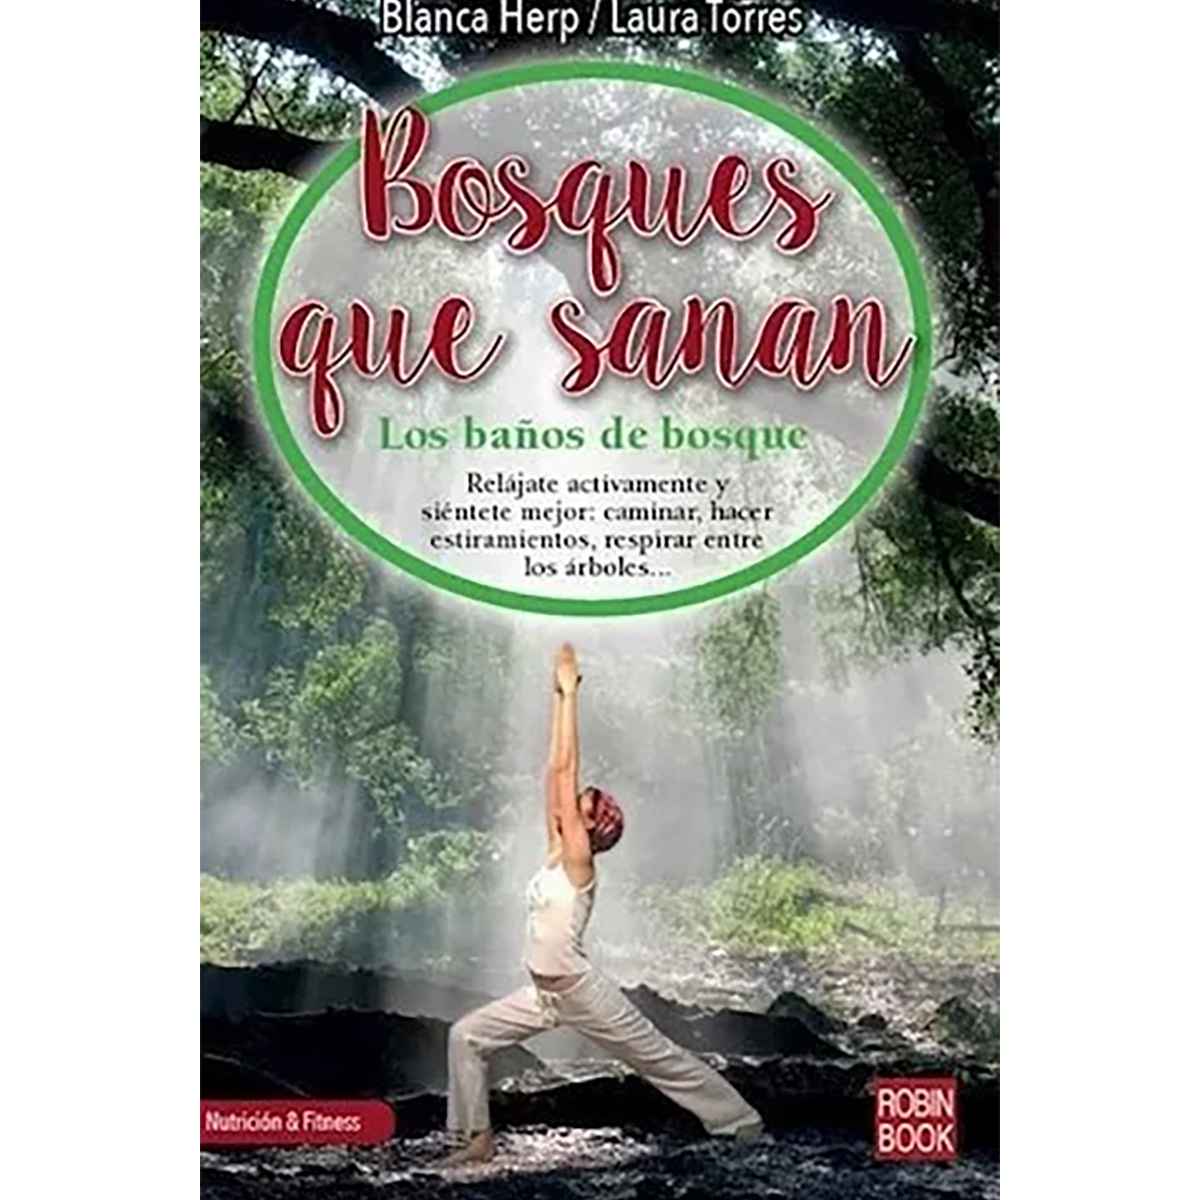 Blanca Herp / Laura Torres
Bosques
que sanan
Los baños de bosque
Relájate activamente y
siéntete mejor: caminar, hacer
estiramientos, respirar entre
los árboles...
Nutrición & Fitness
ROBIN
BOOK